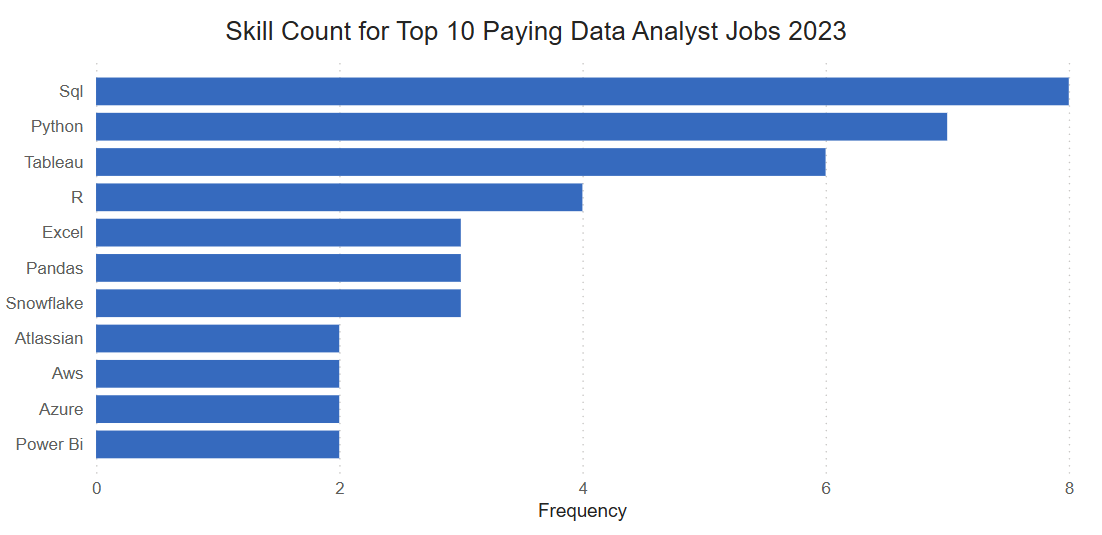 Skill Count for Top 10 Paying Data Analyst Jobs 2023
Sql
Python
Tableau
R
Excel
Pandas
Snowflake
Atlassian
Aws
Azure
Power Bi
0 2 4 6 8
Frequency